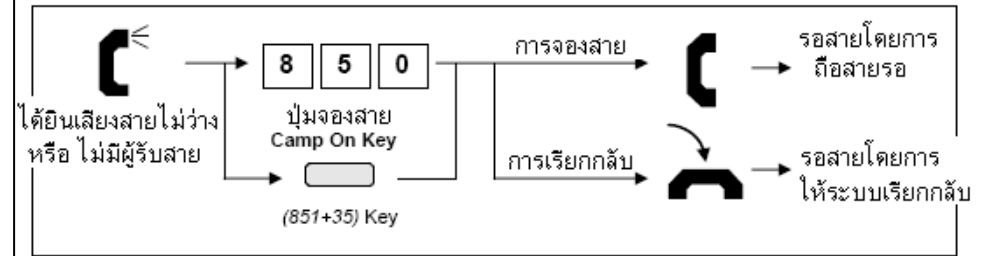 ได้ยินเสียงสายไม่ว่าง
หรือ ไม่มีผู้รับสาย
8 5 0
ปุ่มจองสาย
Camp On Key
(851+35) Key
การจองสาย
รอสายโดยการ
ถือสายรอ
การเรียกกลับ
รอสายโดยการ
ให้ระบบเรียกกลับ